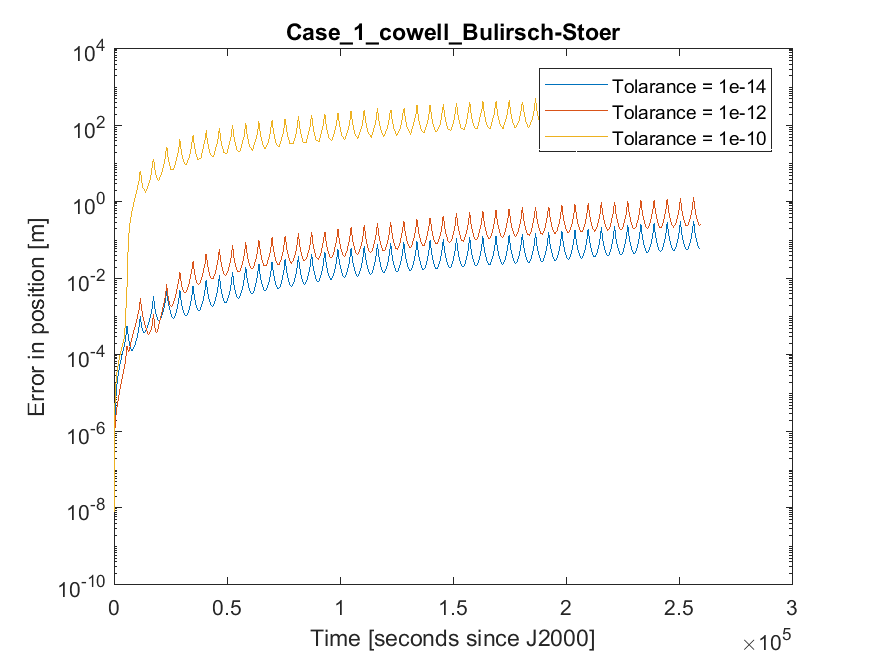 Case_1_cowell_Bulirsch-Stoer
Tolarance = 1e-14
Tolarance = 1e-12
Tolarance = 1e-10
Error in position [m]
10^4
10^2
10^0
10^-2
10^-4
10^-6
10^-8
10^-10
0 0.5 1 1.5 2 2.5 3
Time [seconds since J2000]
×10^5